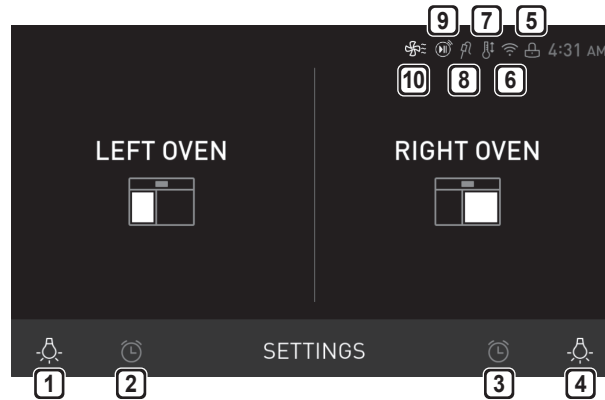 9 7 5
4:31 AM
10 8 6
LEFT OVEN RIGHT OVEN
SETTINGS
1 2 3 4